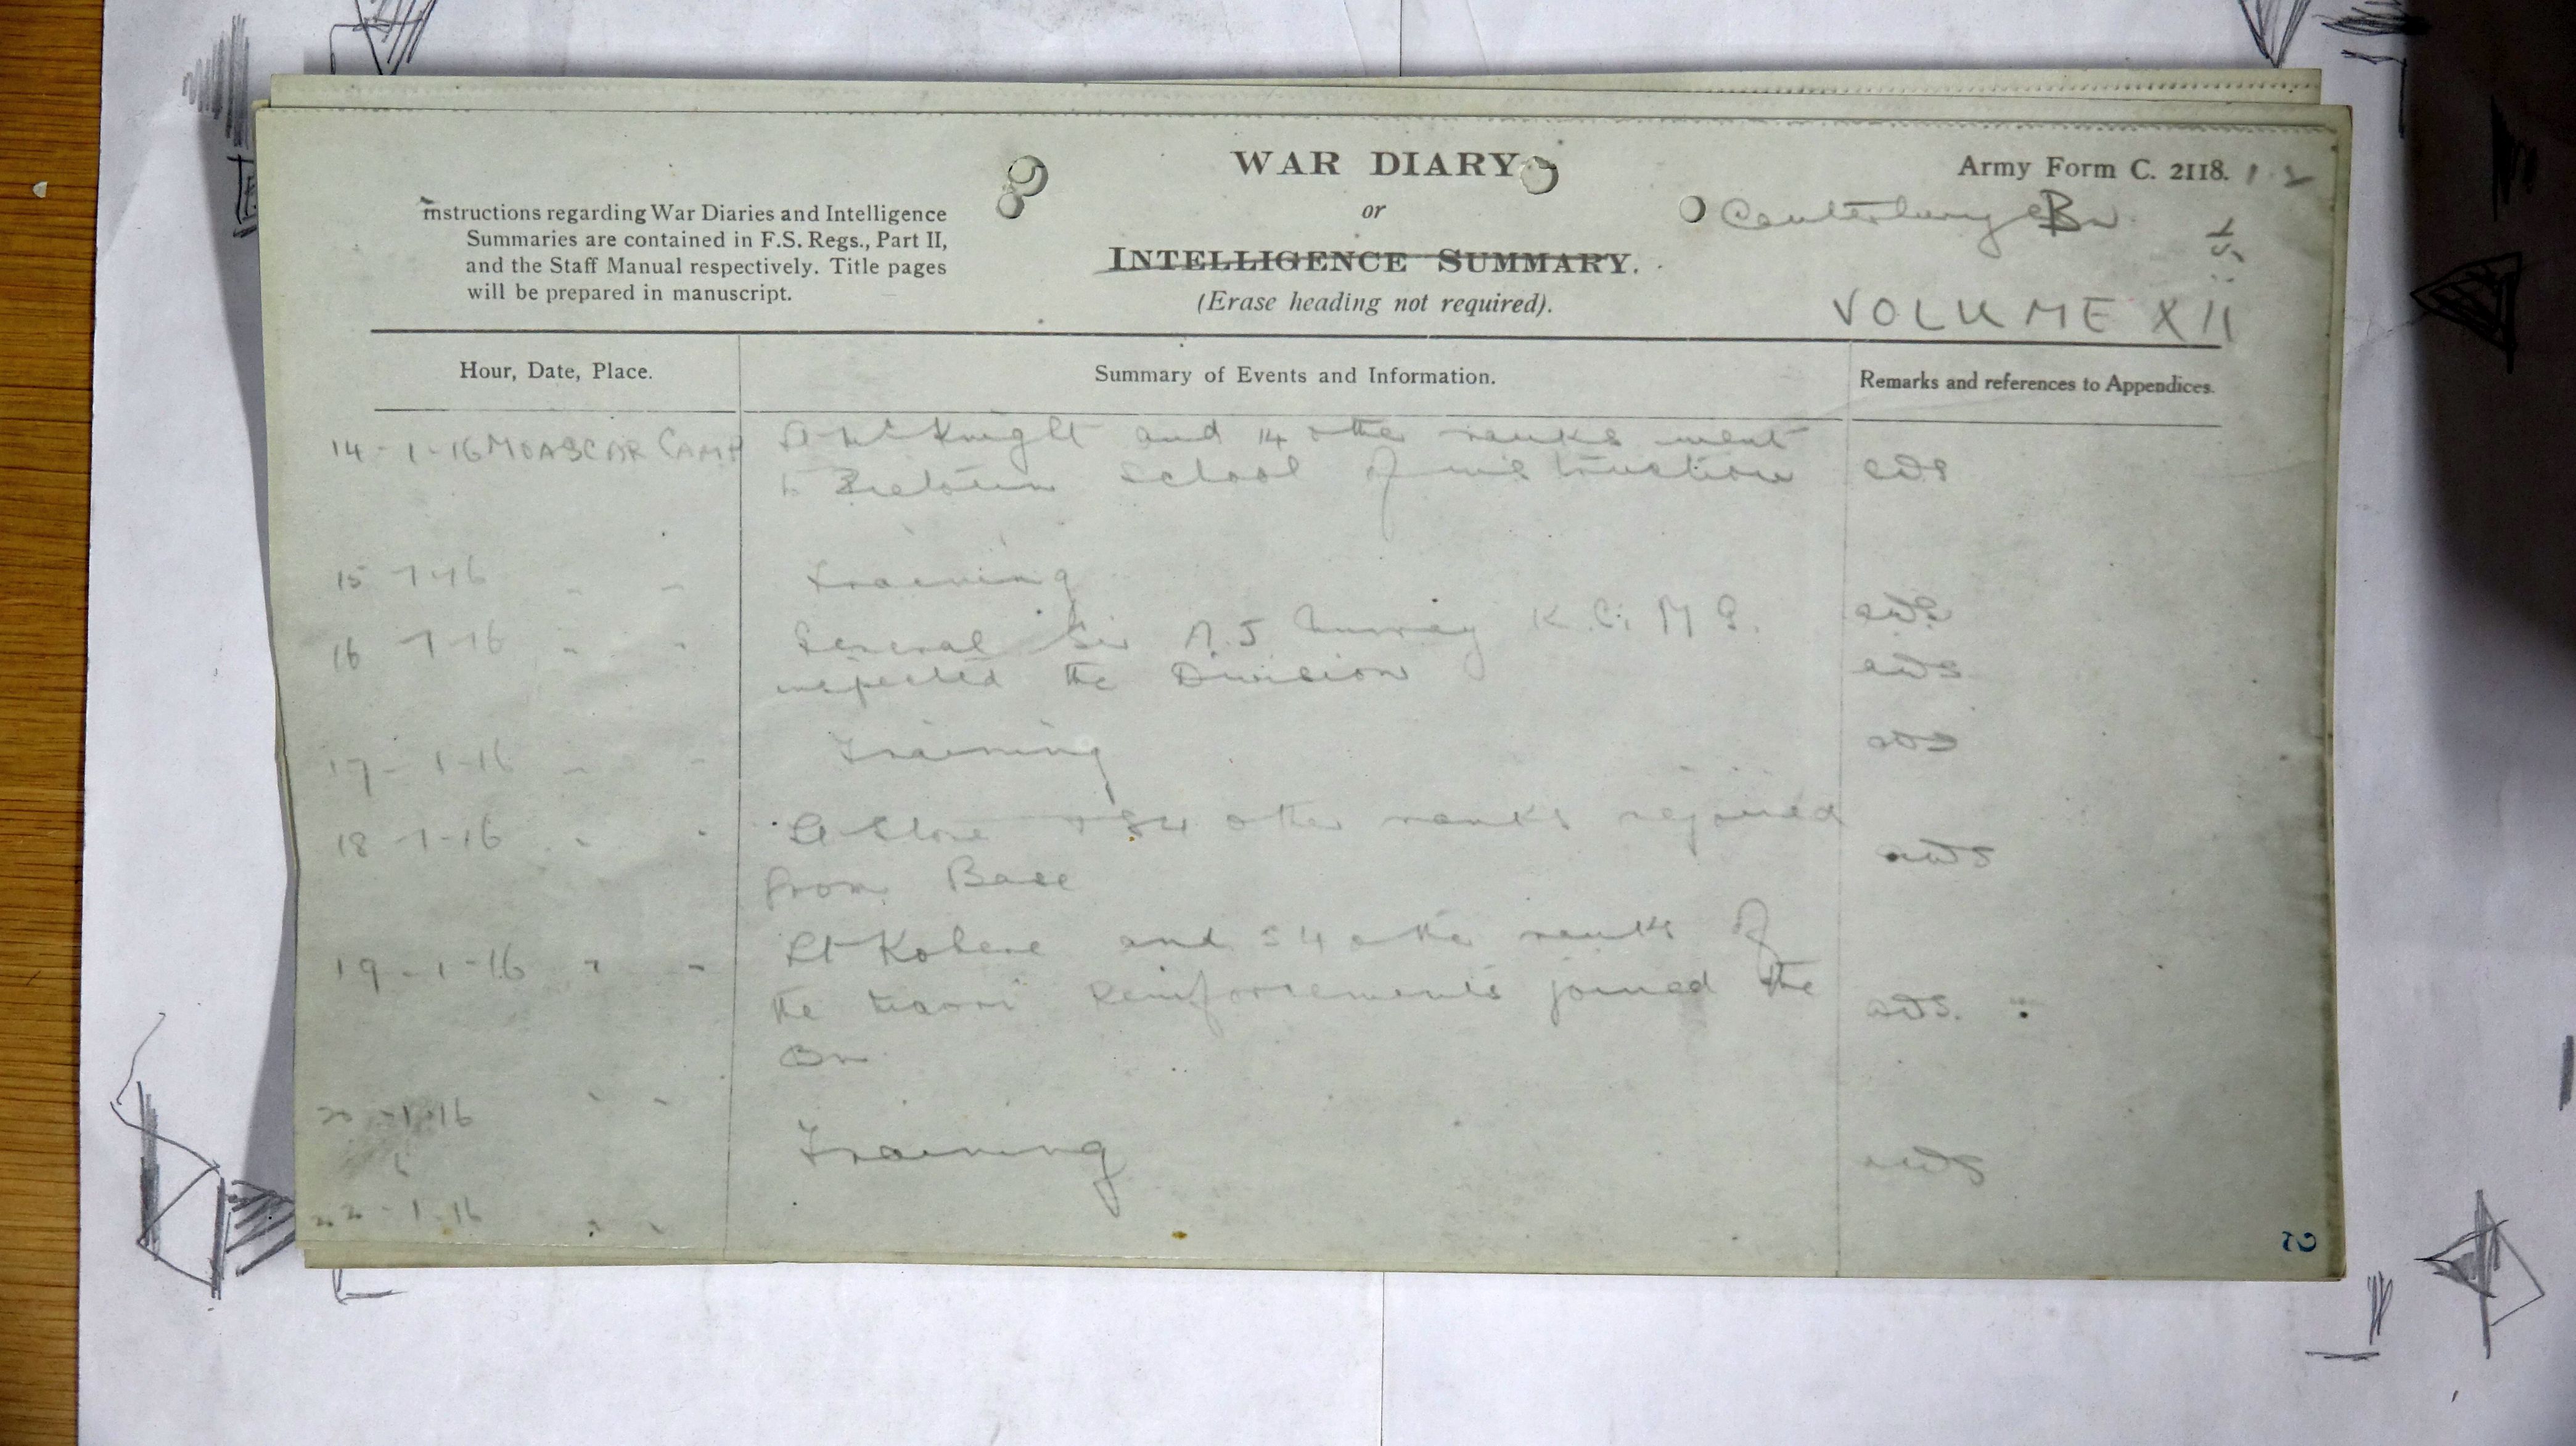 WAR DIARY
or
INTELLIGENCE SUMMARY.
(Erase heading not required).
Instructions regarding War Diaries and Intelligence
Summaries are contained in F.S. Regs., Part II,
and the Staff Manual respectively. Title pages
will be prepared in manuscript.
Army Form C. 2118.
Canterbury Bn.
VOLUME XII
Hour, Date, Place.
Summary of Events and Information.
Remarks and references to Appendices.
14-1-16 MOASCAR CAMP
Lt McKnight and 14 other ranks went
to Zeitoun School of instruction
15-1-16 " "
Training
16-1-16 " "
General Sir A. J. Murray K.C.M.G.
inspected the Division
17-1-16 " "
Training
18-1-16 " "
Lt + 84 other ranks rejoined
from Base
19-1-16 " "
Lt and 54 other ranks of
the Maori Reinforcements joined the
Bn
20-1-16 " "
Training
22-1-16 " "